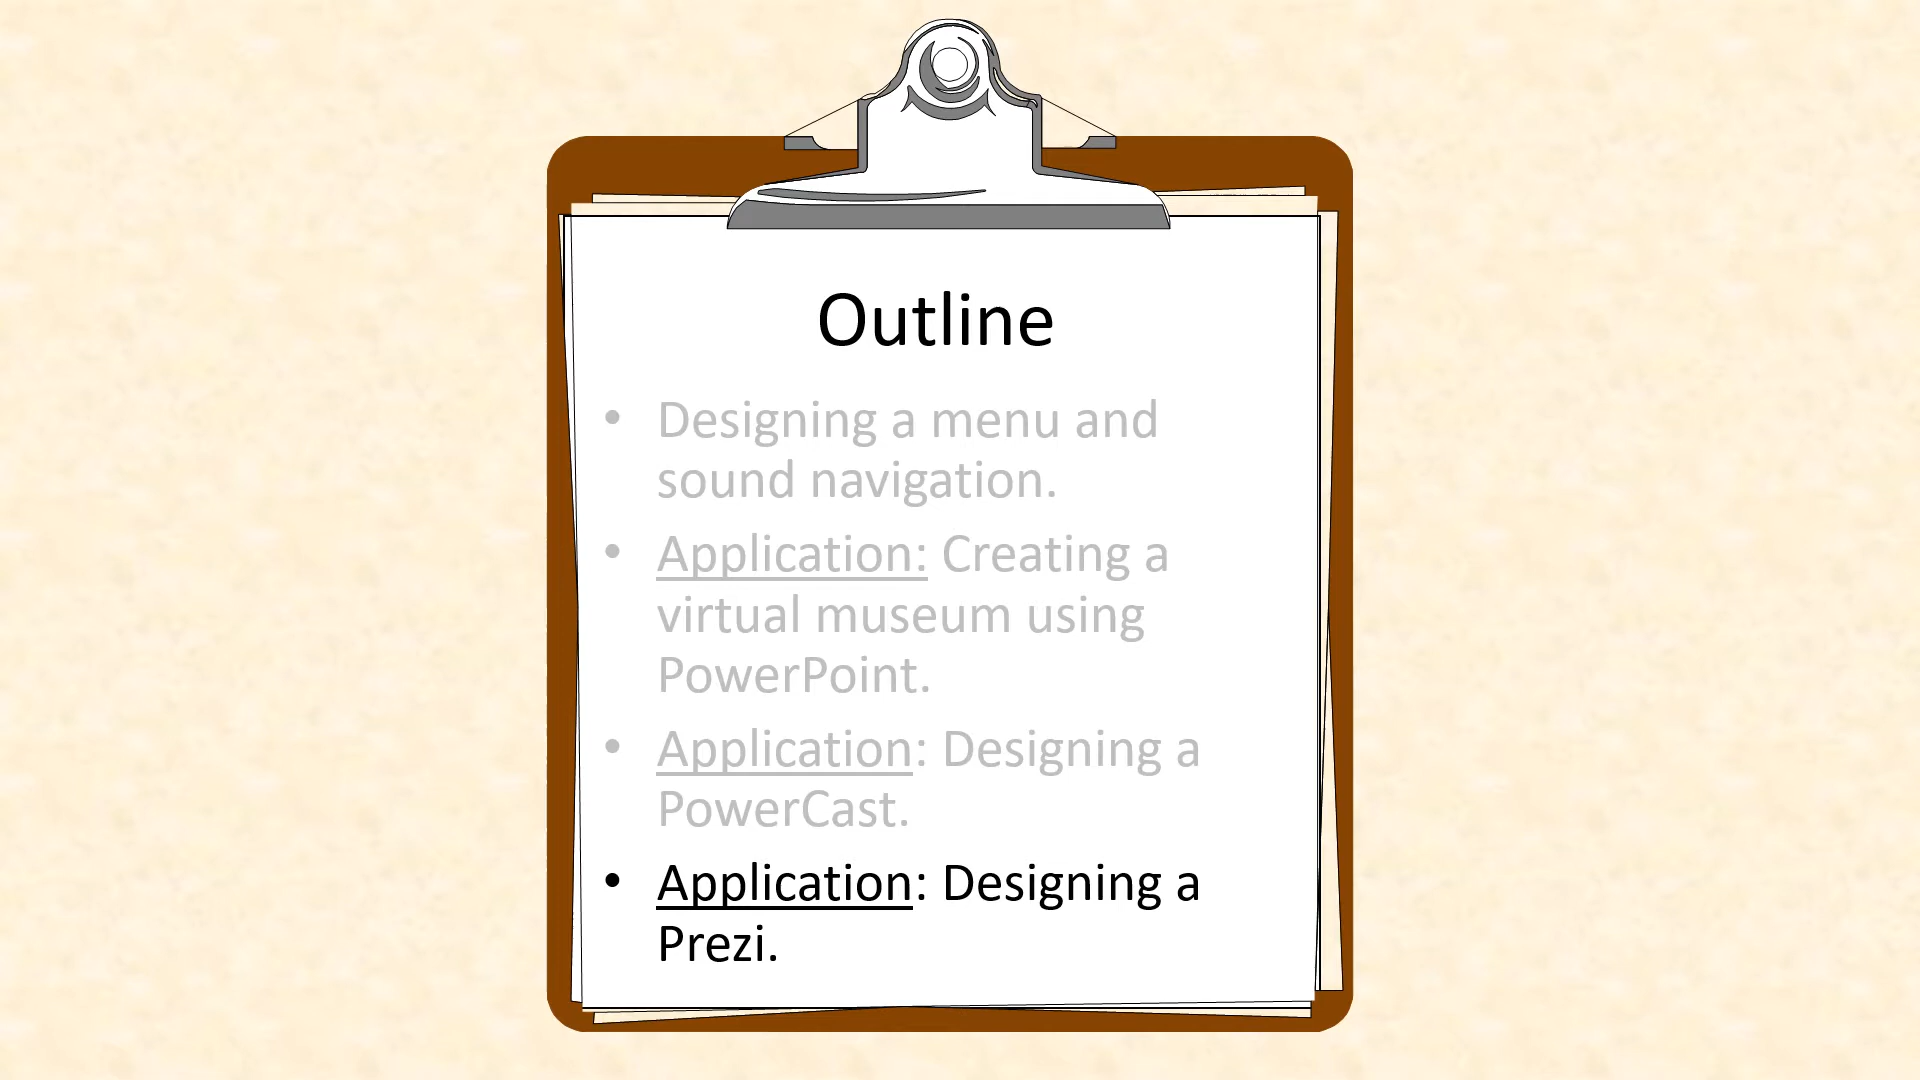 Outline
• Designing a menu and
sound navigation.
• Application: Creating a
virtual museum using
PowerPoint.
• Application: Designing a
PowerCast.
• Application: Designing a
Prezi.